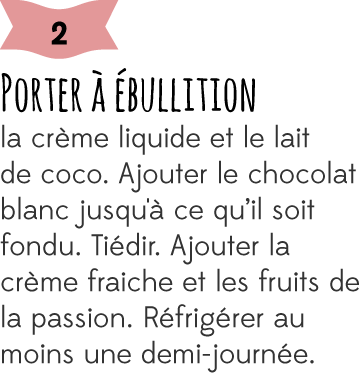 2
Porter à ébullition
la crème liquide et le lait
de coco. Ajouter le chocolat
blanc jusqu'à ce qu’il soit
fondu. Tiédir. Ajouter la
crème fraiche et les fruits de
la passion. Réfrigérer au
moins une demi-journée.